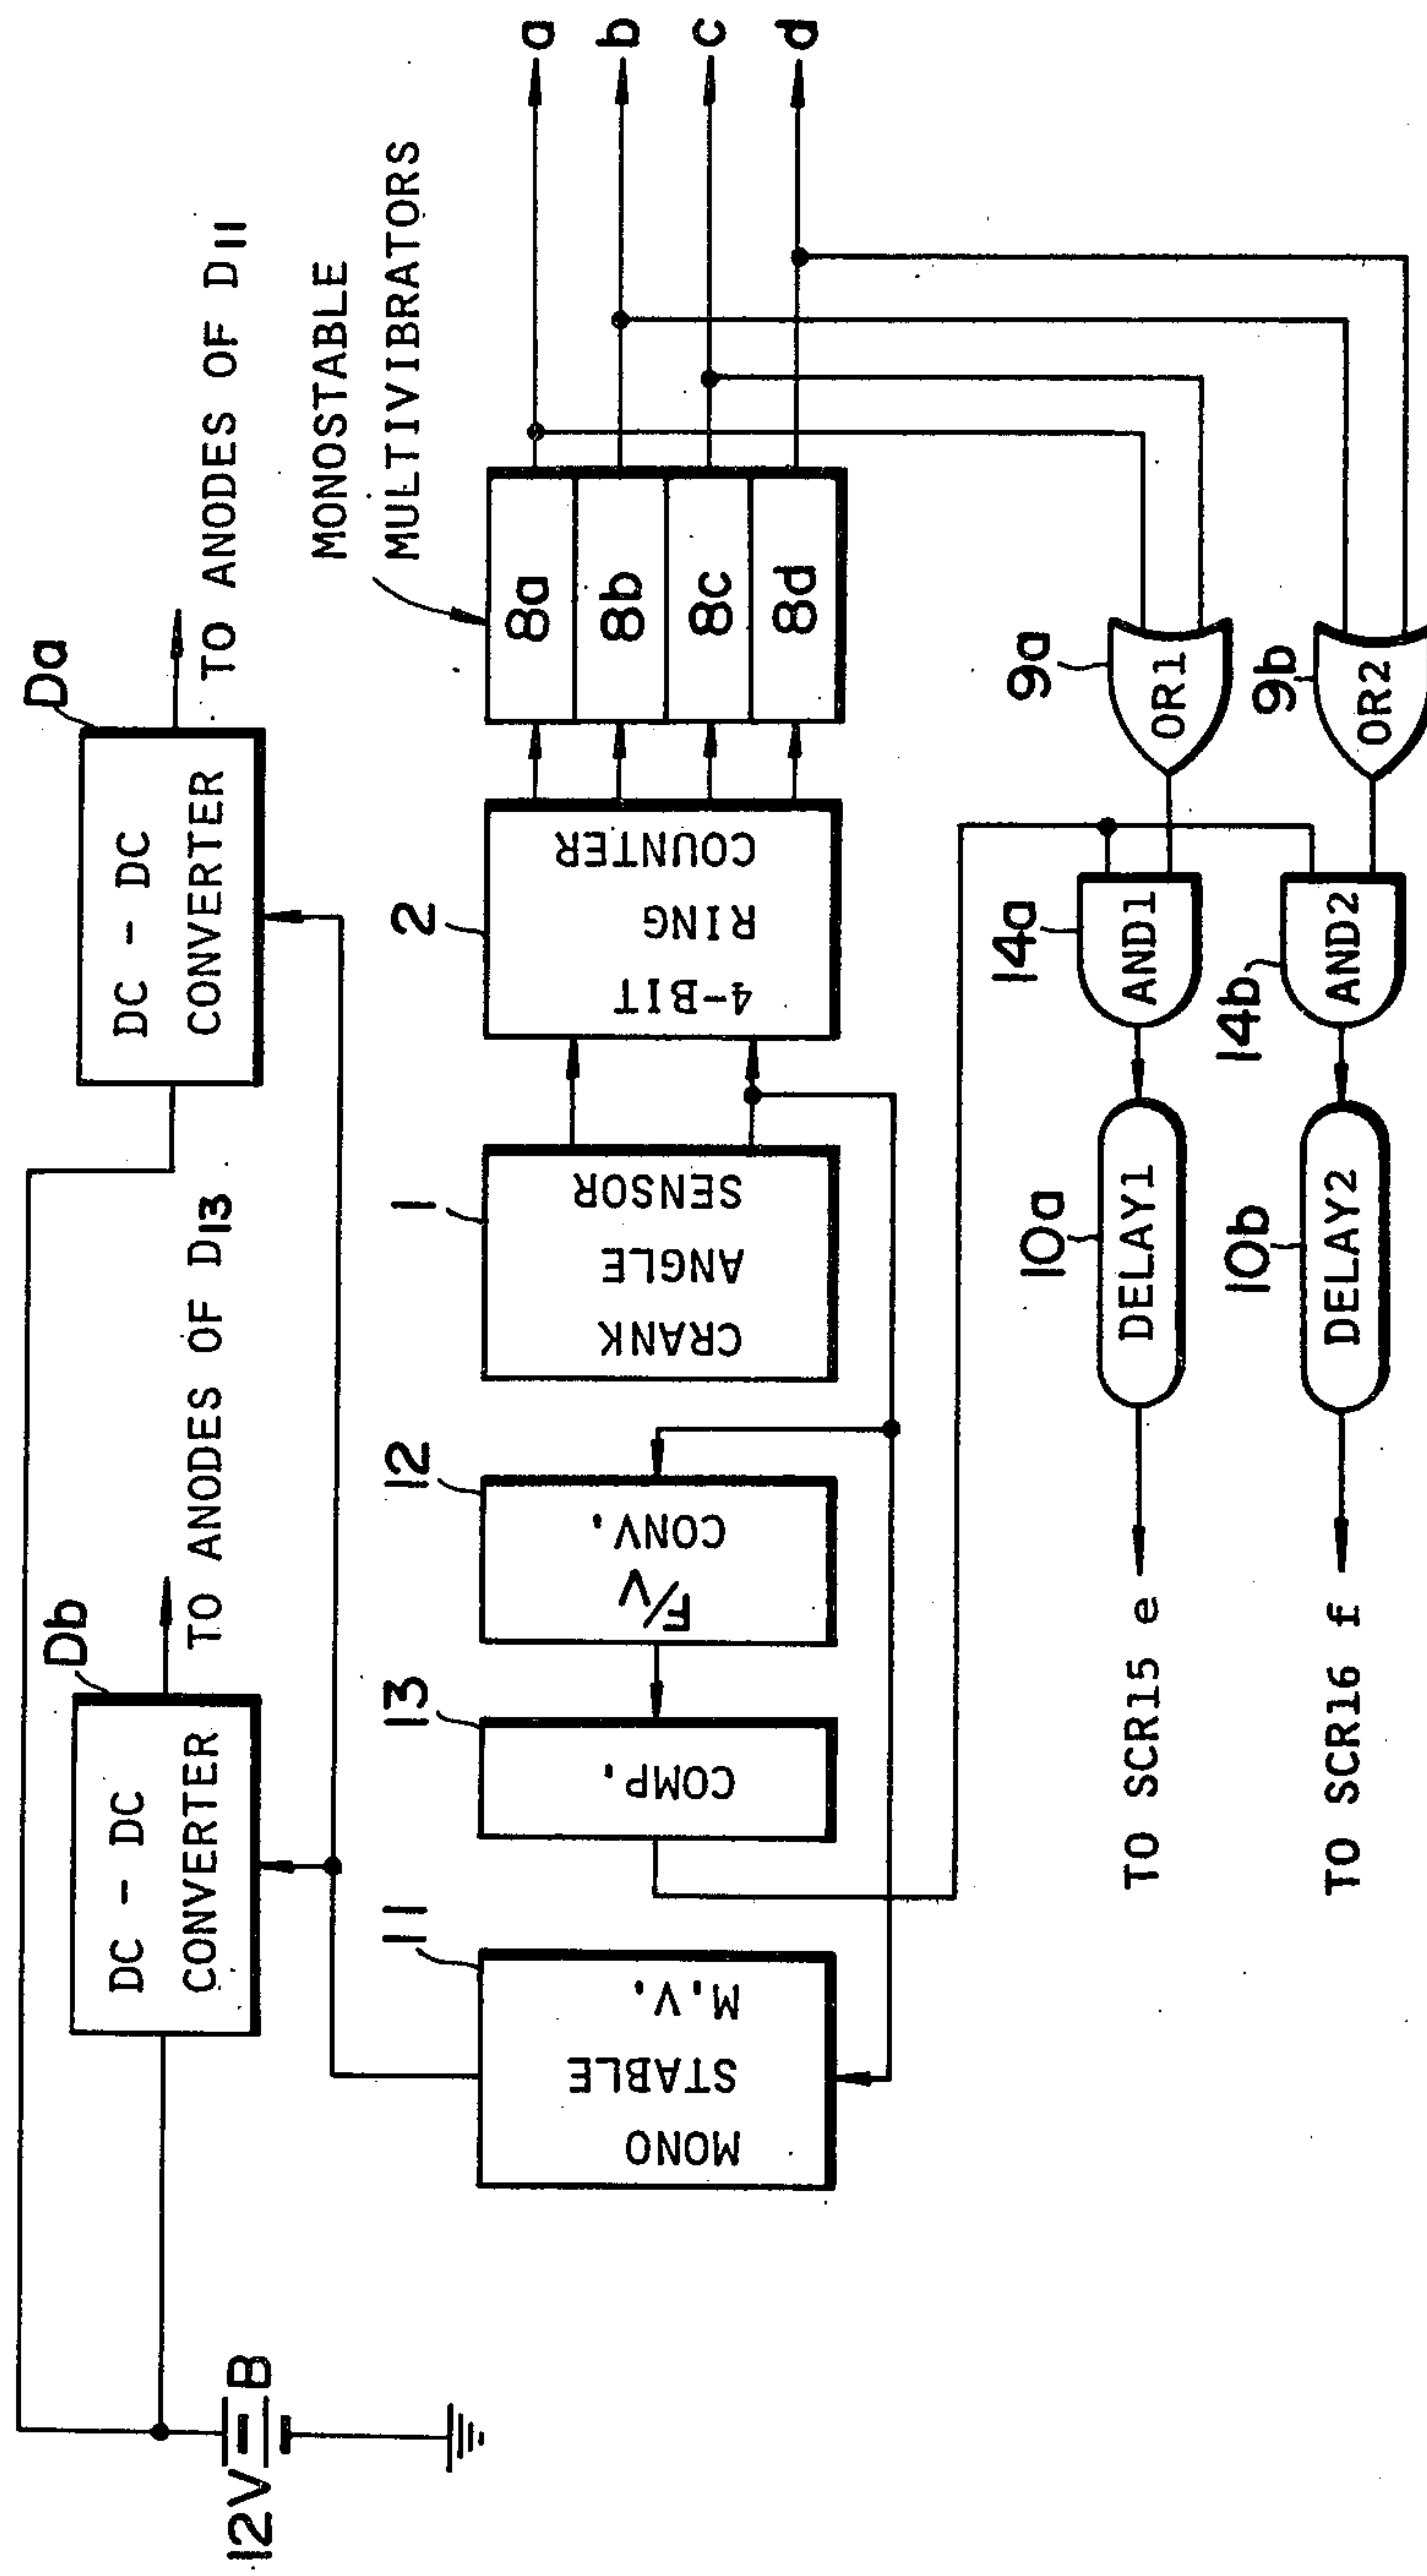 Db
DC - DC
CONVERTER
TO ANODES OF D13
Da
DC - DC
CONVERTER
TO ANODES OF D11
12V
B
11
MONO
STABLE
M.V.
13
COMP.
12
F/V
CONV.
1
CRANK
ANGLE
SENSOR
2
4-BIT
RING
COUNTER
MONOSTABLE
MULTIVIBRATORS
8a
8b
8c
8d
a
b
c
d
TO SCR15 e
10a
DELAY1
14a
AND1
9a
OR1
TO SCR16 f
10b
DELAY2
14b
AND2
9b
OR2